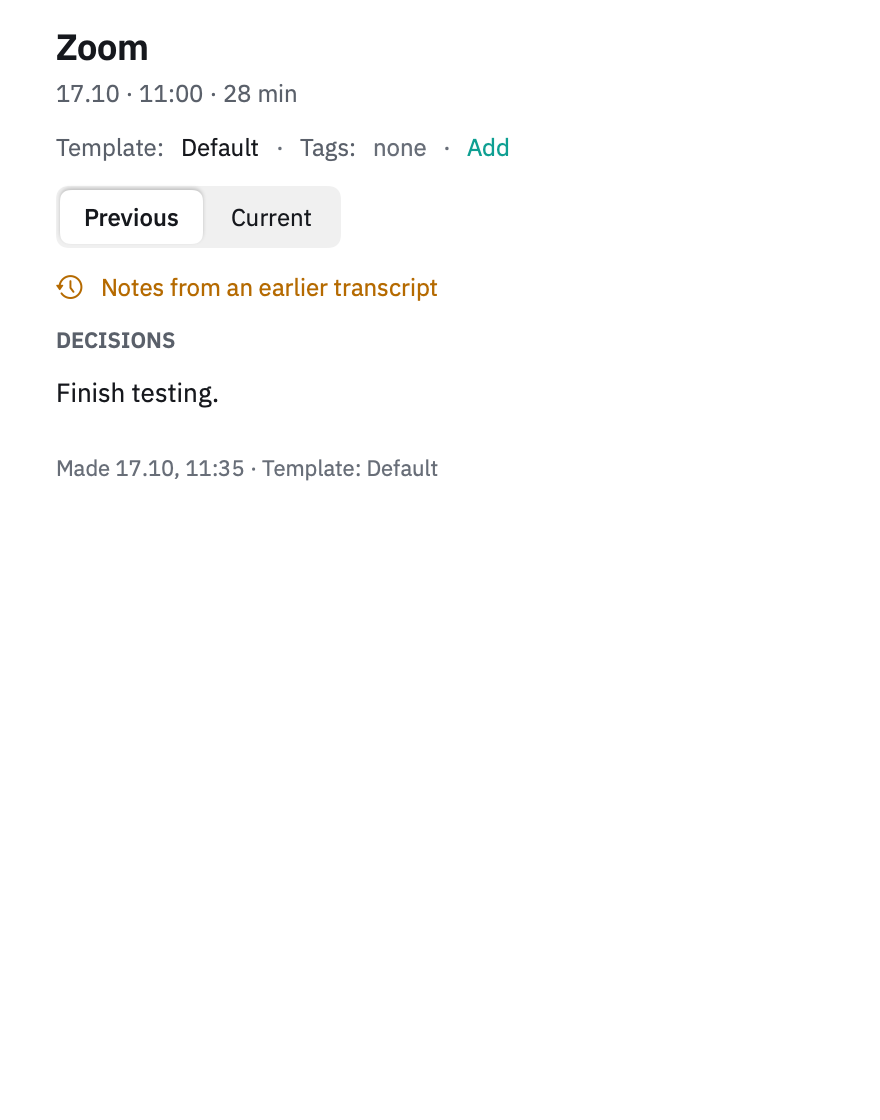 Zoom
17.10 · 11:00 · 28 min
Template: Default · Tags: none · Add
Previous Current
Notes from an earlier transcript
DECISIONS
Finish testing.
Made 17.10, 11:35 · Template: Default